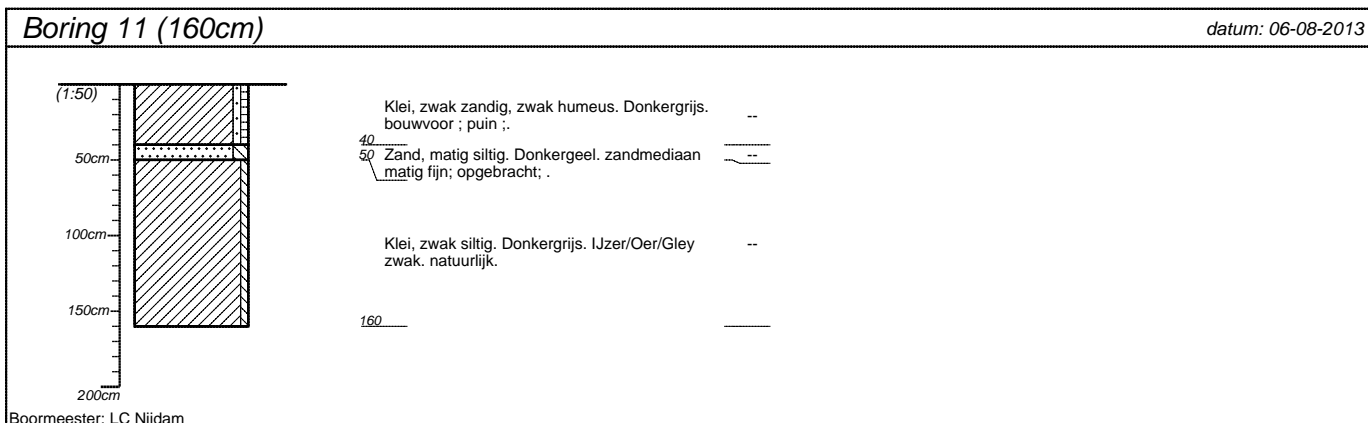 Boring 11 (160cm)
datum: 06-08-2013
(1:50)
50cm
100cm
150cm
200cm
Klei, zwak zandig, zwak humeus. Donkergrijs.
bouwvoor ; puin ;.
--
40
50
Zand, matig siltig. Donkergeel. zandmediaan
matig fijn; opgebracht; .
--
Klei, zwak siltig. Donkergrijs. IJzer/Oer/Gley
zwak. natuurlijk.
--
160
Boormeester: LC Nijdam